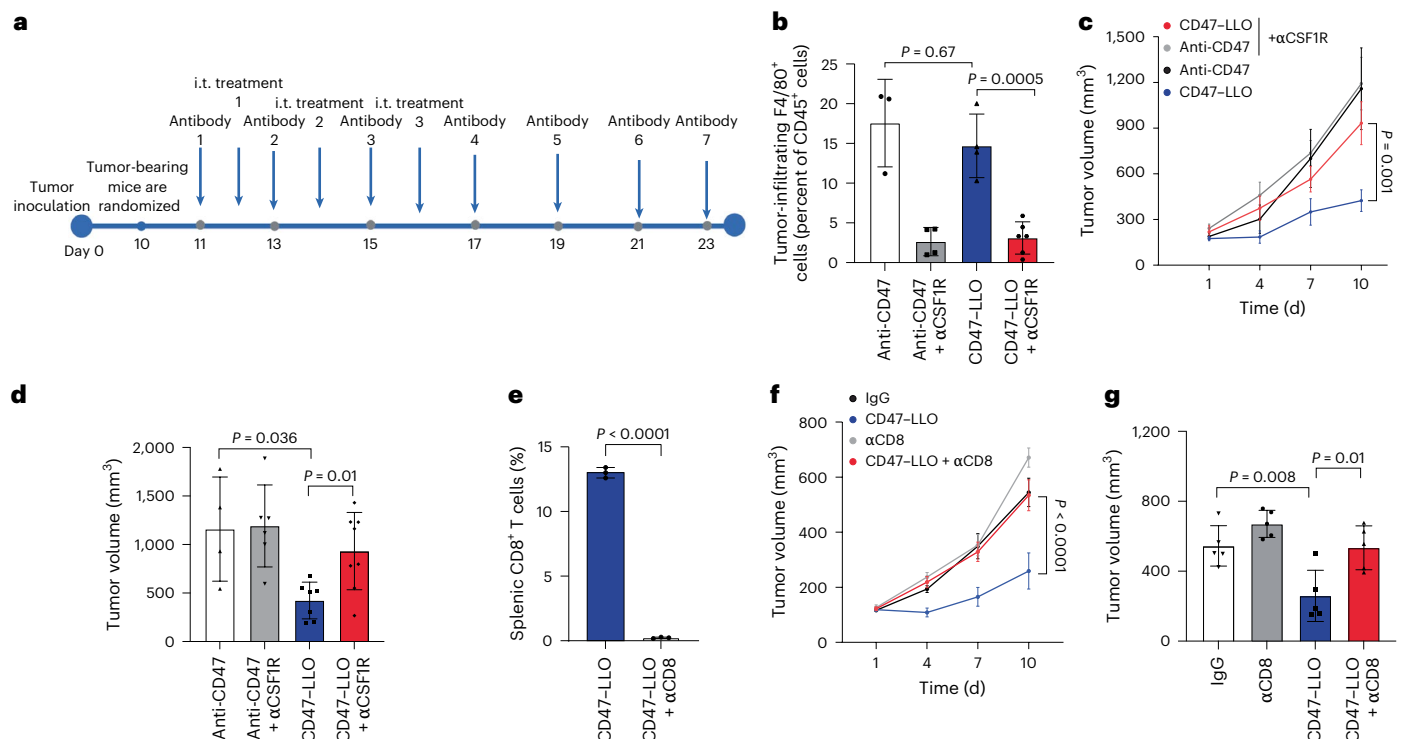 a
i.t. treatment
1
i.t. treatment
2
i.t. treatment
3
Antibody
1
Antibody
2
Antibody
3
Antibody
4
Antibody
5
Antibody
6
Antibody
7
Tumor
inoculation
Tumor-bearing
mice are
randomized
Day 0
10
11
13
15
17
19
21
23
b
Tumor-infiltrating F4/80⁺
cells (percent of CD45⁺ cells)
25
20
15
10
5
0
P = 0.67
P = 0.0005
Anti-CD47
Anti-CD47
+ αCSF1R
CD47–LLO
CD47–LLO
+ αCSF1R
c
CD47–LLO
Anti-CD47
+αCSF1R
Anti-CD47
CD47–LLO
Tumor volume (mm³)
1,500
1,200
900
600
300
0
P = 0.001
1 4 7 10
Time (d)
d
Tumor volume (mm³)
2,000
1,500
1,000
500
0
P = 0.036
P = 0.01
Anti-CD47
Anti-CD47
+ αCSF1R
CD47–LLO
CD47–LLO
+ αCSF1R
e
Splenic CD8⁺ T cells (%)
15
10
5
0
P < 0.0001
CD47–LLO
CD47–LLO
+ αCD8
f
IgG
CD47–LLO
αCD8
CD47–LLO + αCD8
Tumor volume (mm³)
800
600
400
200
0
P < 0.0001
1 4 7 10
Time (d)
g
Tumor volume (mm³)
1,200
800
400
0
P = 0.008
P = 0.01
IgG
αCD8
CD47–LLO
CD47–LLO
+ αCD8